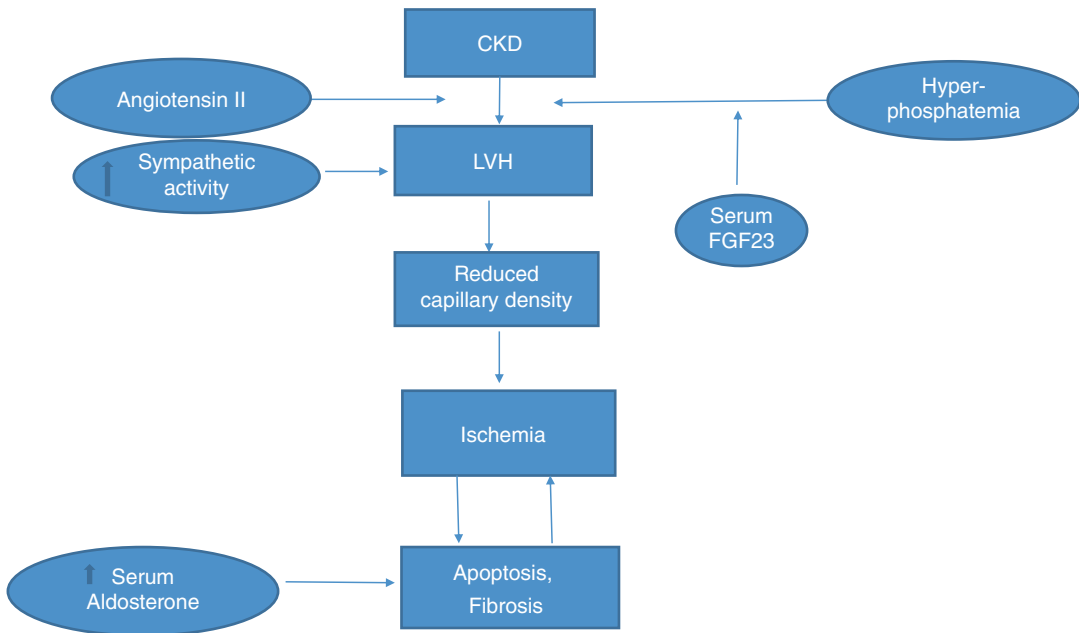 CKD
Angiotensin II
Hyper-
phosphatemia
Sympathetic
activity
LVH
Serum
FGF23
Reduced
capillary density
Ischemia
Serum
Aldosterone
Apoptosis,
Fibrosis